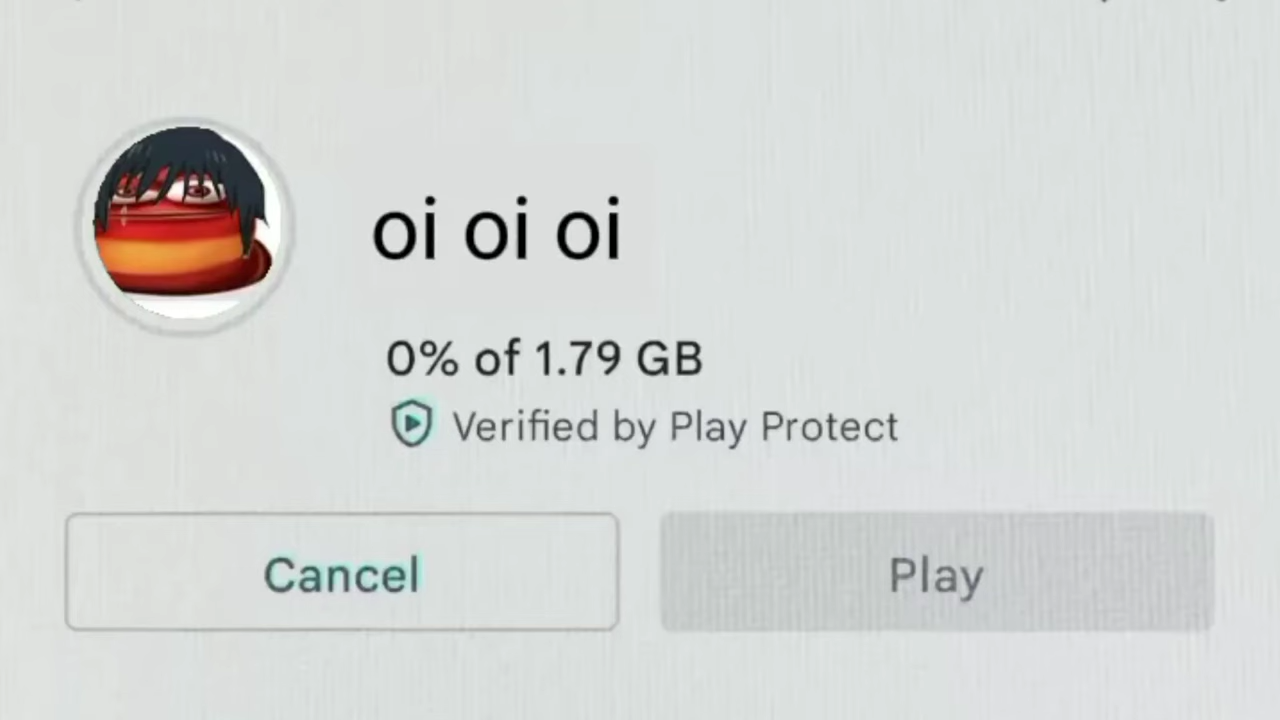 oi oi oi
0% of 1.79 GB
Verified by Play Protect
Cancel
Play